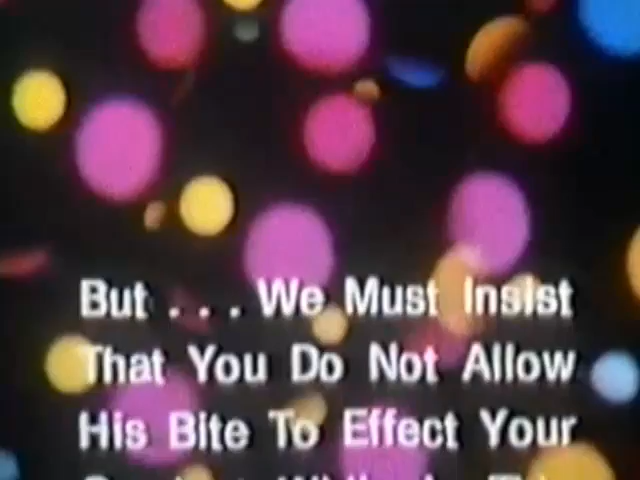 But . . . We Must Insist
That You Do Not Allow
His Bite To Effect Your